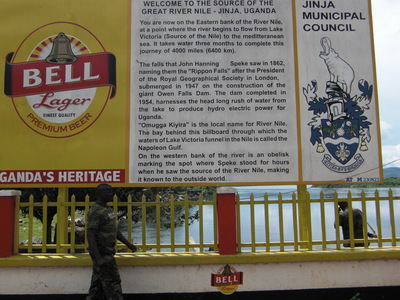 WELCOME TO THE SOURCE OF THE
GREAT RIVER NILE - JINJA, UGANDA
You are now on the Eastern bank of the River Nile,
at a point where the river begins to flow from Lake
Victoria (Source of the Nile) to the mediteranean
sea. It takes water three months to complete this
journey of 4000 miles (6400 km).
The falls that John Hanning Speke saw in 1862,
naming them the "Rippon Falls" after the President
of the Royal Geographical Society in London,
submerged in 1947 on the construction of the
giant Owen Falls Dam. The dam completed in
1954, harnesses the head long rush of water from
the lake to produce hydro electric power for
Uganda.
"Omugga Kiyira" is the local name for River Nile.
The bay behind this billboard through which the
waters of Lake Victoria funnel in the Nile is called the
Napoleon Gulf.
On the western bank of the river is an obelisk
marking the spot where Speke stood for hours
when he saw the source of the River Nile, making
it known to the outside world
JINJA
MUNICIPAL
COUNCIL
BELL
Lager
FINEST QUALITY
PREMIUM BEER
UGANDA'S HERITAGE
BELL